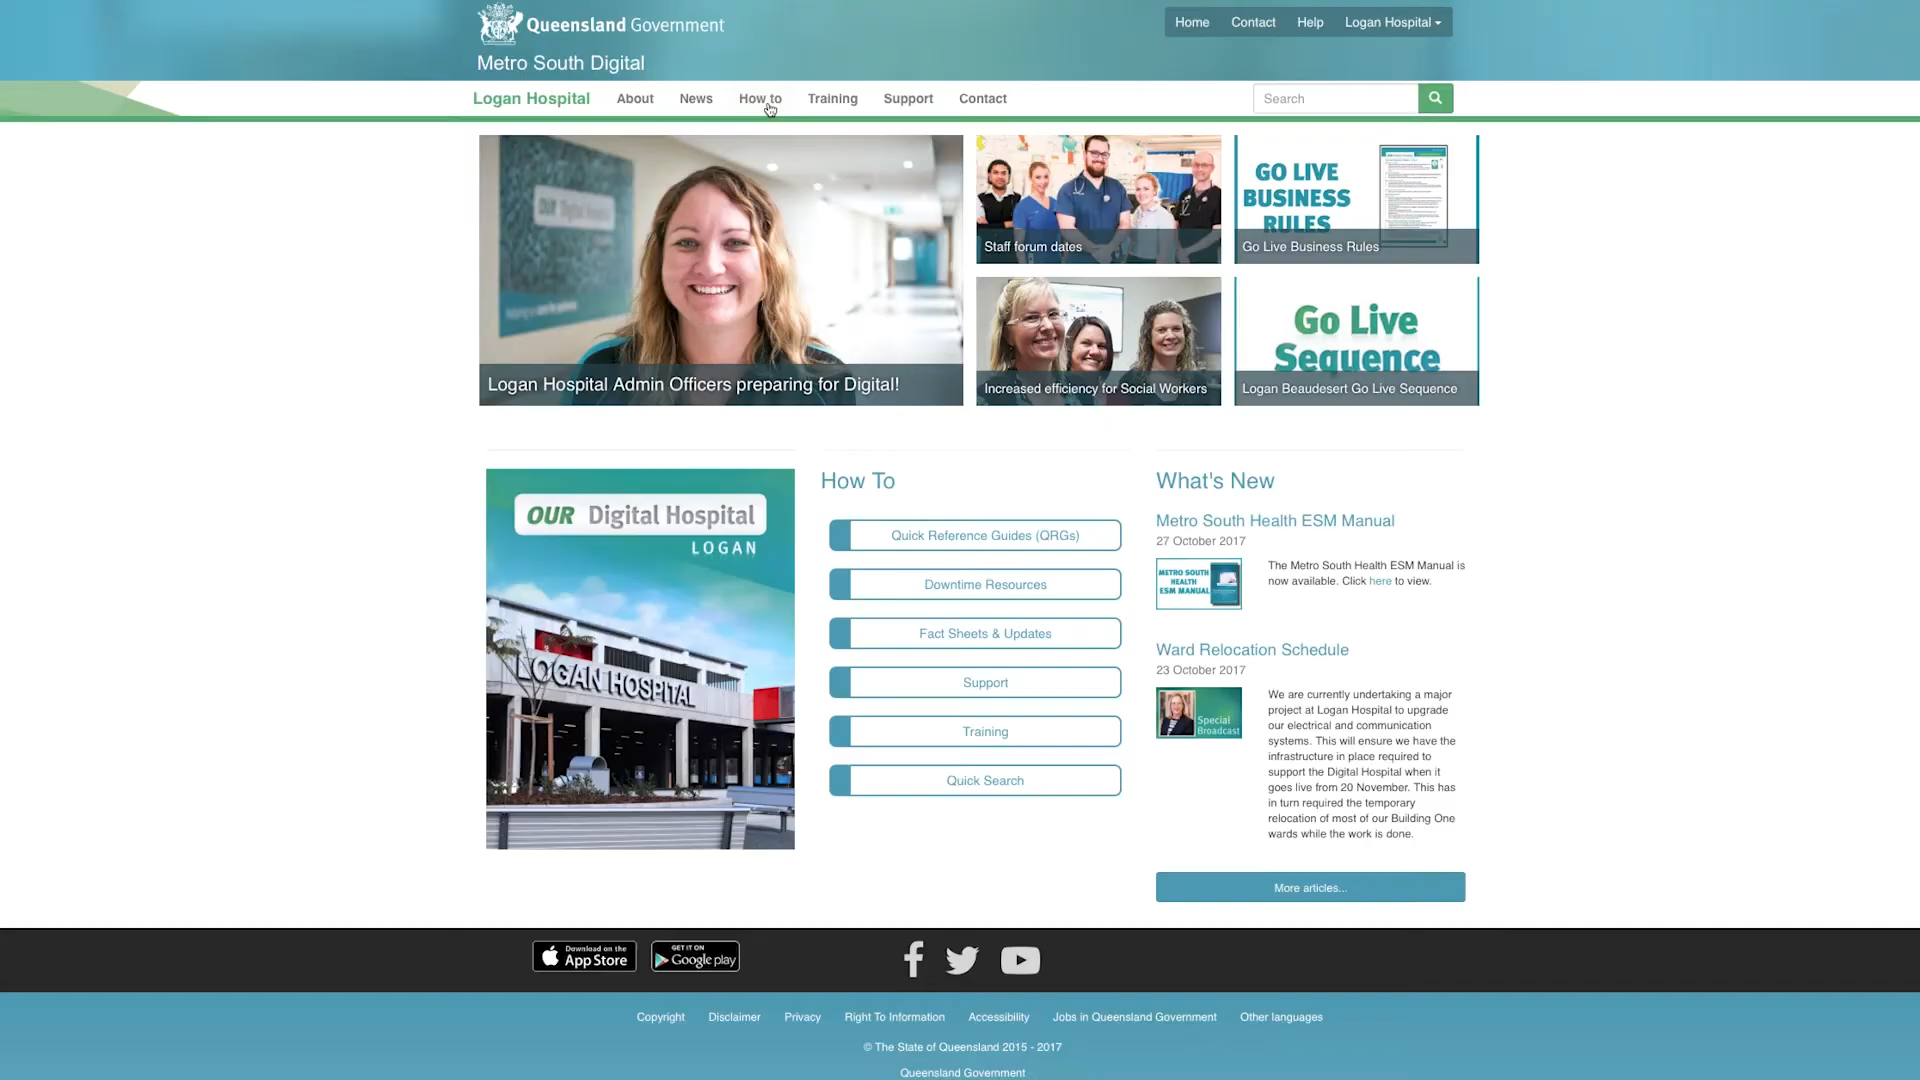 Queensland Government
Home Contact Help Logan Hospital
Metro South Digital
Logan Hospital About News How to Training Support Contact
Search
OUR Digital Hospital
Logan Hospital Admin Officers preparing for Digital!
Staff forum dates
GO LIVE
BUSINESS
RULES
Go Live Business Rules
Increased efficiency for Social Workers
Go Live
Sequence
Logan Beaudesert Go Live Sequence
OUR Digital Hospital
LOGAN
LOGAN HOSPITAL
How To
Quick Reference Guides (QRGs)
Downtime Resources
Fact Sheets & Updates
Support
Training
Quick Search
What's New
Metro South Health ESM Manual
27 October 2017
METRO SOUTH
HEALTH
ESM MANUAL
The Metro South Health ESM Manual is
now available. Click here to view.
Ward Relocation Schedule
23 October 2017
Special
Broadcast
We are currently undertaking a major
project at Logan Hospital to upgrade
our electrical and communication
systems. This will ensure we have the
infrastructure in place required to
support the Digital Hospital when it
goes live from 20 November. This has
in turn required the temporary
relocation of most of our Building One
wards while the work is done.
More articles...
Download on the
App Store
GET IT ON
Google play
Copyright Disclaimer Privacy Right To Information Accessibility Jobs in Queensland Government Other languages
© The State of Queensland 2015 - 2017
Queensland Government